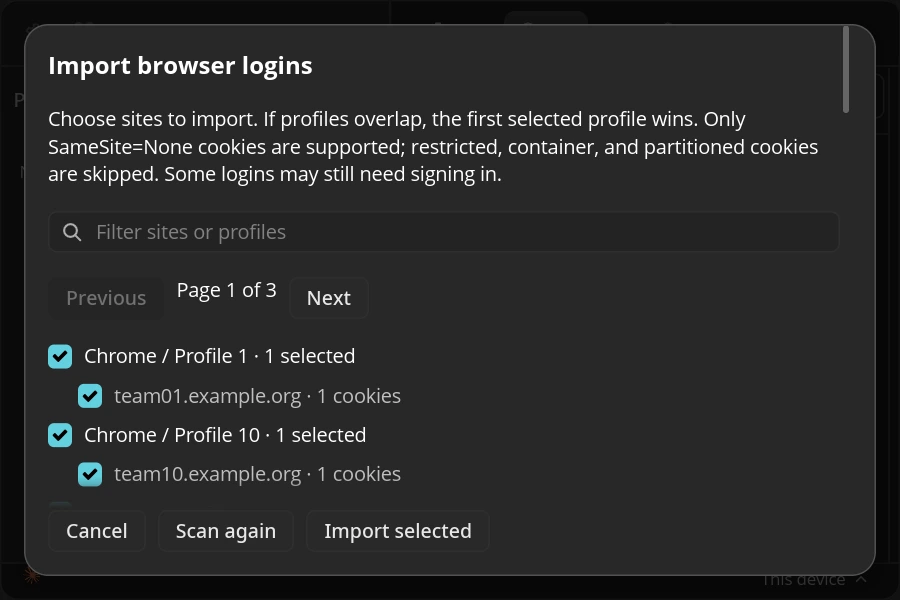 Import browser logins
Choose sites to import. If profiles overlap, the first selected profile wins. Only
SameSite=None cookies are supported; restricted, container, and partitioned cookies
are skipped. Some logins may still need signing in.
Filter sites or profiles
Previous
Page 1 of 3
Next
Chrome / Profile 1 · 1 selected
team01.example.org · 1 cookies
Chrome / Profile 10 · 1 selected
team10.example.org · 1 cookies
Cancel
Scan again
Import selected
This device